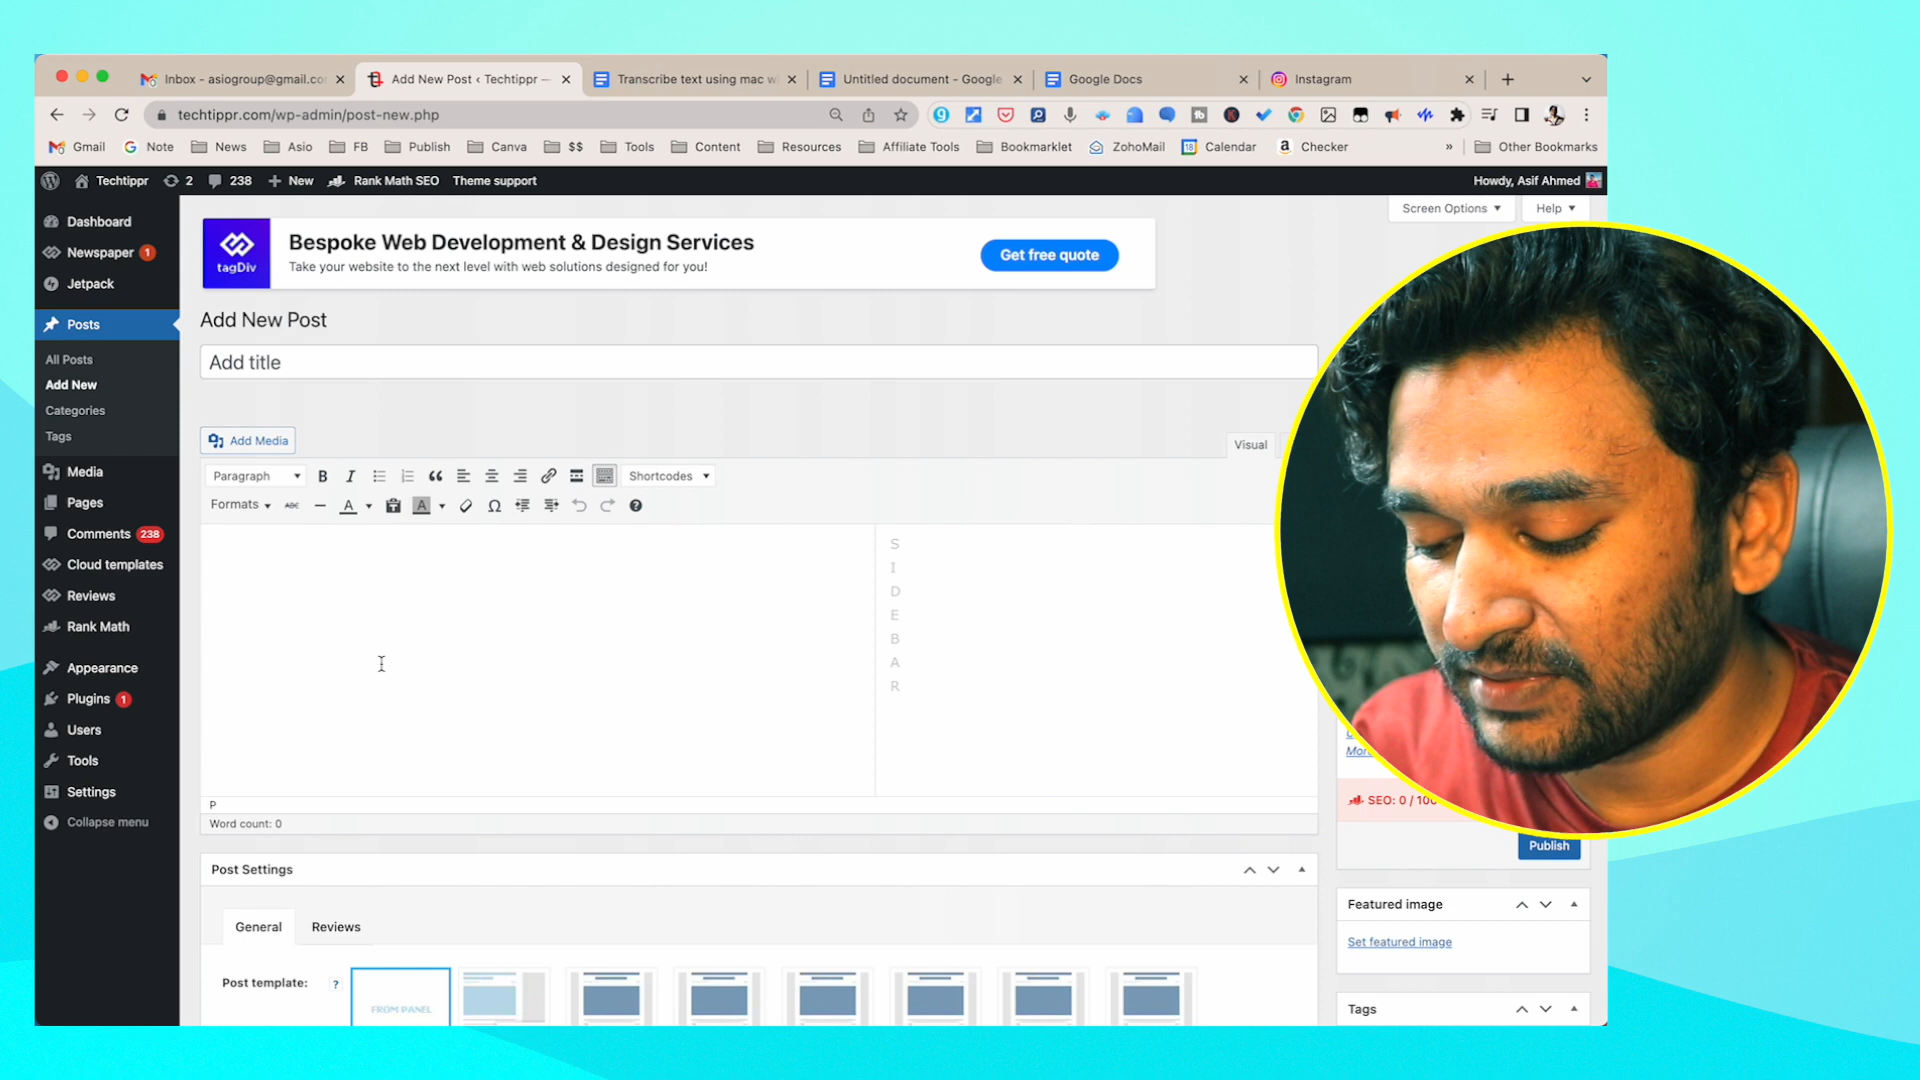 Inbox - asiogroup@gmail.co
Add New Post ‹ Techtippr —
Transcribe text using mac w
Untitled document - Google
Google Docs
Instagram
techtippr.com/wp-admin/post-new.php
Gmail
Note
News
Asio
FB
Publish
Canva
$$
Tools
Content
Resources
Affiliate Tools
Bookmarklet
ZohoMail
Calendar
Checker
»
Other Bookmarks
Techtippr
2
238
New
Rank Math SEO
Theme support
Howdy, Asif Ahmed
Screen Options
Help
Dashboard
Newspaper 1
Jetpack
Posts
All Posts
Add New
Categories
Tags
Media
Pages
Comments 238
Cloud templates
Reviews
Rank Math
Appearance
Plugins 1
Users
Tools
Settings
Collapse menu
tagDiv
Bespoke Web Development & Design Services
Take your website to the next level with web solutions designed for you!
Get free quote
Add New Post
Add title
Add Media
Visual
Paragraph
B
I
Shortcodes
Formats
ABC
A
A
Ω
S
I
D
E
B
A
R
P
Word count: 0
Mor
SEO: 0 / 100
Publish
Post Settings
General
Reviews
Post template:
?
FROM PANEL
Featured image
Set featured image
Tags